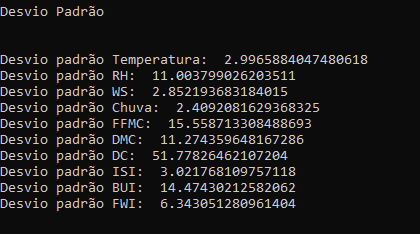 Desvio Padrão
Desvio padrão Temperatura:  2.9965884047480618
Desvio padrão RH:  11.003799026203511
Desvio padrão WS:  2.852193683184015
Desvio padrão Chuva:  2.4092081629368325
Desvio padrão FFMC:  15.558713308488693
Desvio padrão DMC:  11.274359648167286
Desvio padrão DC:  51.77826462107204
Desvio padrão ISI:  3.021768109757118
Desvio padrão BUI:  14.47430212582062
Desvio padrão FWI:  6.343051280961404